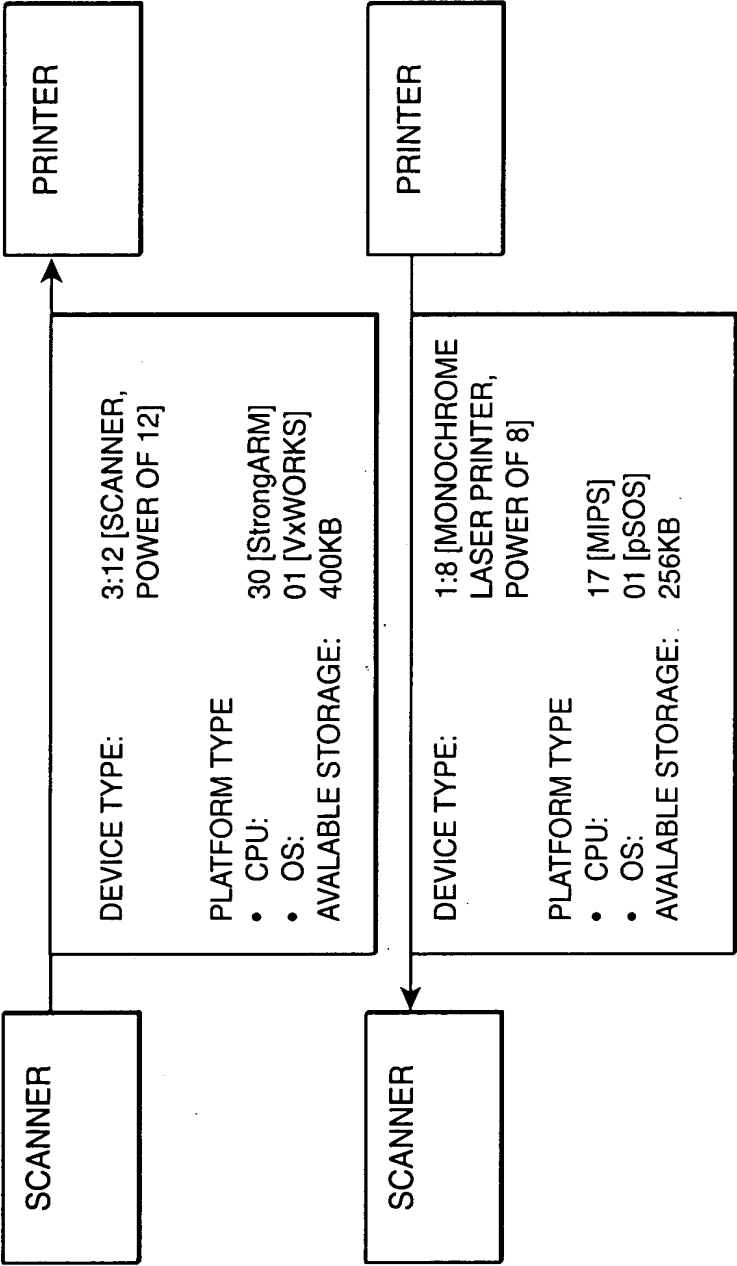 SCANNER
PRINTER
DEVICE TYPE: 3:12 [SCANNER,
POWER OF 12]
PLATFORM TYPE
• CPU: 30 [StrongARM]
• OS: 01 [VxWORKS]
AVALABLE STORAGE: 400KB
SCANNER
PRINTER
DEVICE TYPE: 1:8 [MONOCHROME
LASER PRINTER,
POWER OF 8]
PLATFORM TYPE
• CPU: 17 [MIPS]
• OS: 01 [pSOS]
AVALABLE STORAGE: 256KB